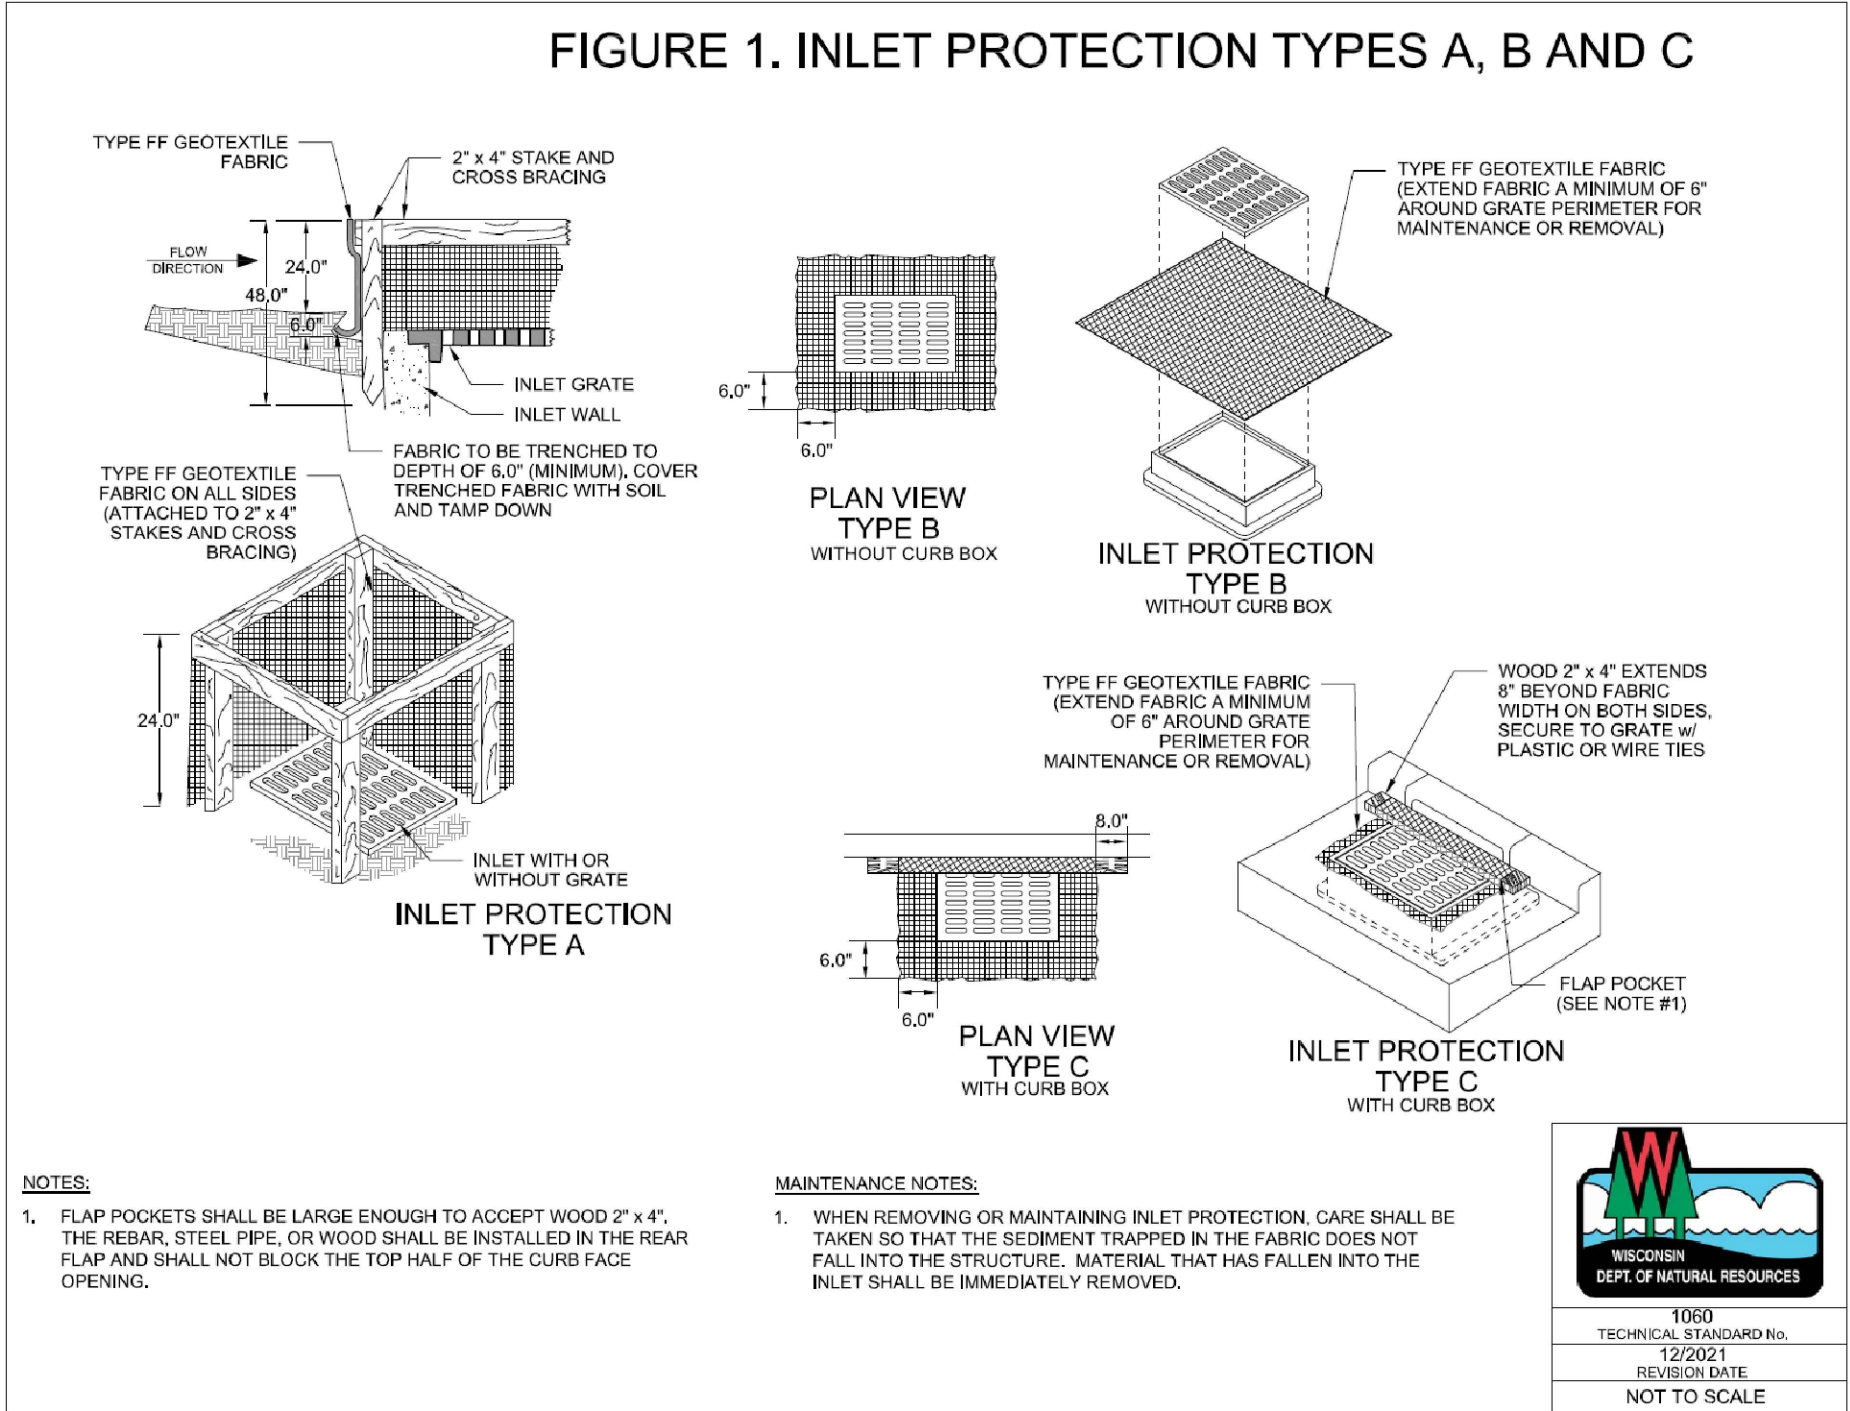 FIGURE 1. INLET PROTECTION TYPES A, B AND C
TYPE FF GEOTEXTILE
FABRIC
2" x 4" STAKE AND
CROSS BRACING
FLOW
DIRECTION
24.0"
48.0"
6.0"
INLET GRATE
INLET WALL
FABRIC TO BE TRENCHED TO
DEPTH OF 6.0" (MINIMUM). COVER
TRENCHED FABRIC WITH SOIL
AND TAMP DOWN
TYPE FF GEOTEXTILE
FABRIC ON ALL SIDES
(ATTACHED TO 2" x 4"
STAKES AND CROSS
BRACING)
24.0"
INLET WITH OR
WITHOUT GRATE
INLET PROTECTION
TYPE A
6.0"
6.0"
PLAN VIEW
TYPE B
WITHOUT CURB BOX
TYPE FF GEOTEXTILE FABRIC
(EXTEND FABRIC A MINIMUM OF 6"
AROUND GRATE PERIMETER FOR
MAINTENANCE OR REMOVAL)
INLET PROTECTION
TYPE B
WITHOUT CURB BOX
TYPE FF GEOTEXTILE FABRIC
(EXTEND FABRIC A MINIMUM
OF 6" AROUND GRATE
PERIMETER FOR
MAINTENANCE OR REMOVAL)
8.0"
6.0"
6.0"
PLAN VIEW
TYPE C
WITH CURB BOX
WOOD 2" x 4" EXTENDS
8" BEYOND FABRIC
WIDTH ON BOTH SIDES,
SECURE TO GRATE w/
PLASTIC OR WIRE TIES
FLAP POCKET
(SEE NOTE #1)
INLET PROTECTION
TYPE C
WITH CURB BOX
NOTES:
1. FLAP POCKETS SHALL BE LARGE ENOUGH TO ACCEPT WOOD 2" x 4".
THE REBAR, STEEL PIPE, OR WOOD SHALL BE INSTALLED IN THE REAR
FLAP AND SHALL NOT BLOCK THE TOP HALF OF THE CURB FACE
OPENING.
MAINTENANCE NOTES:
1. WHEN REMOVING OR MAINTAINING INLET PROTECTION, CARE SHALL BE
TAKEN SO THAT THE SEDIMENT TRAPPED IN THE FABRIC DOES NOT
FALL INTO THE STRUCTURE. MATERIAL THAT HAS FALLEN INTO THE
INLET SHALL BE IMMEDIATELY REMOVED.
W
WISCONSIN
DEPT. OF NATURAL RESOURCES
1060
TECHNICAL STANDARD No.
12/2021
REVISION DATE
NOT TO SCALE